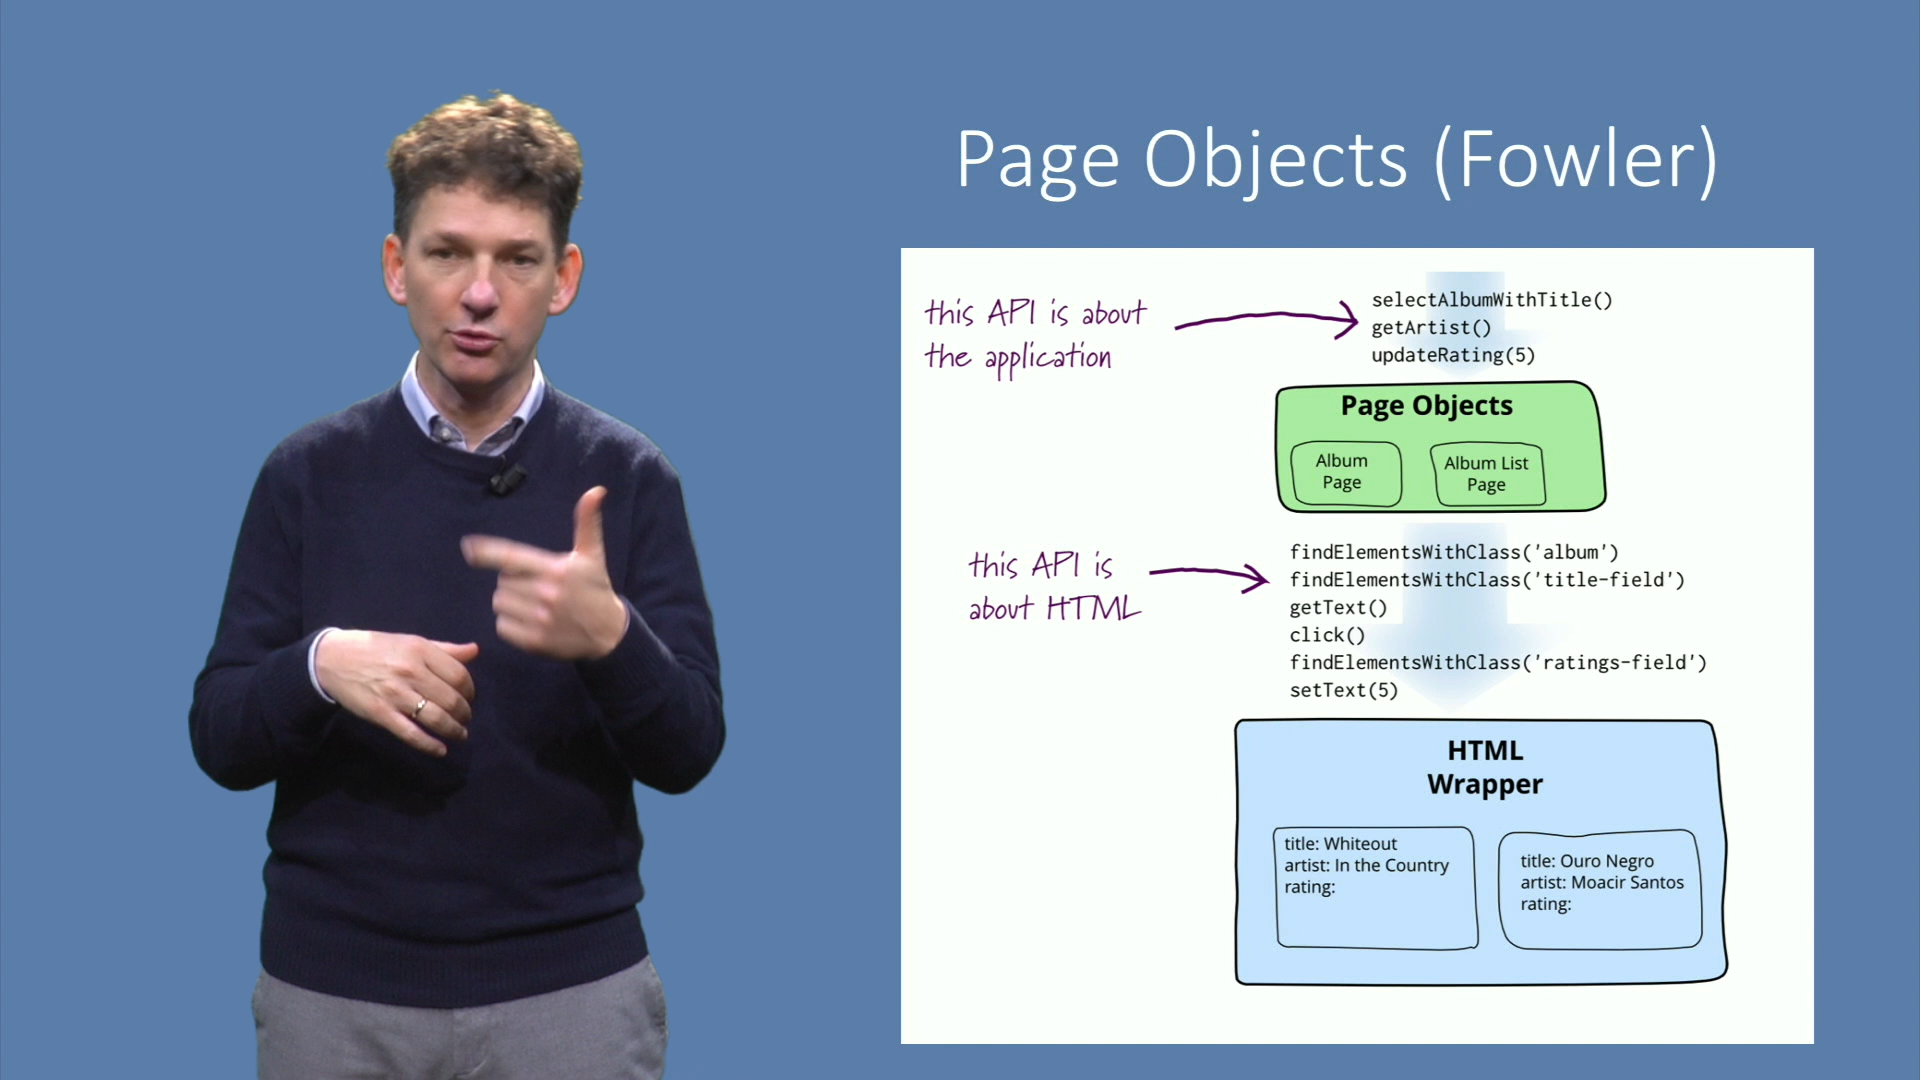 Page Objects (Fowler)
this API is about
the application
selectAlbumWithTitle()
getArtist()
updateRating(5)
Page Objects
Album
Page
Album List
Page
this API is
about HTML
findElementsWithClass('album')
findElementsWithClass('title-field')
getText()
click()
findElementsWithClass('ratings-field')
setText(5)
HTML
Wrapper
title: Whiteout
artist: In the Country
rating:
title: Ouro Negro
artist: Moacir Santos
rating: